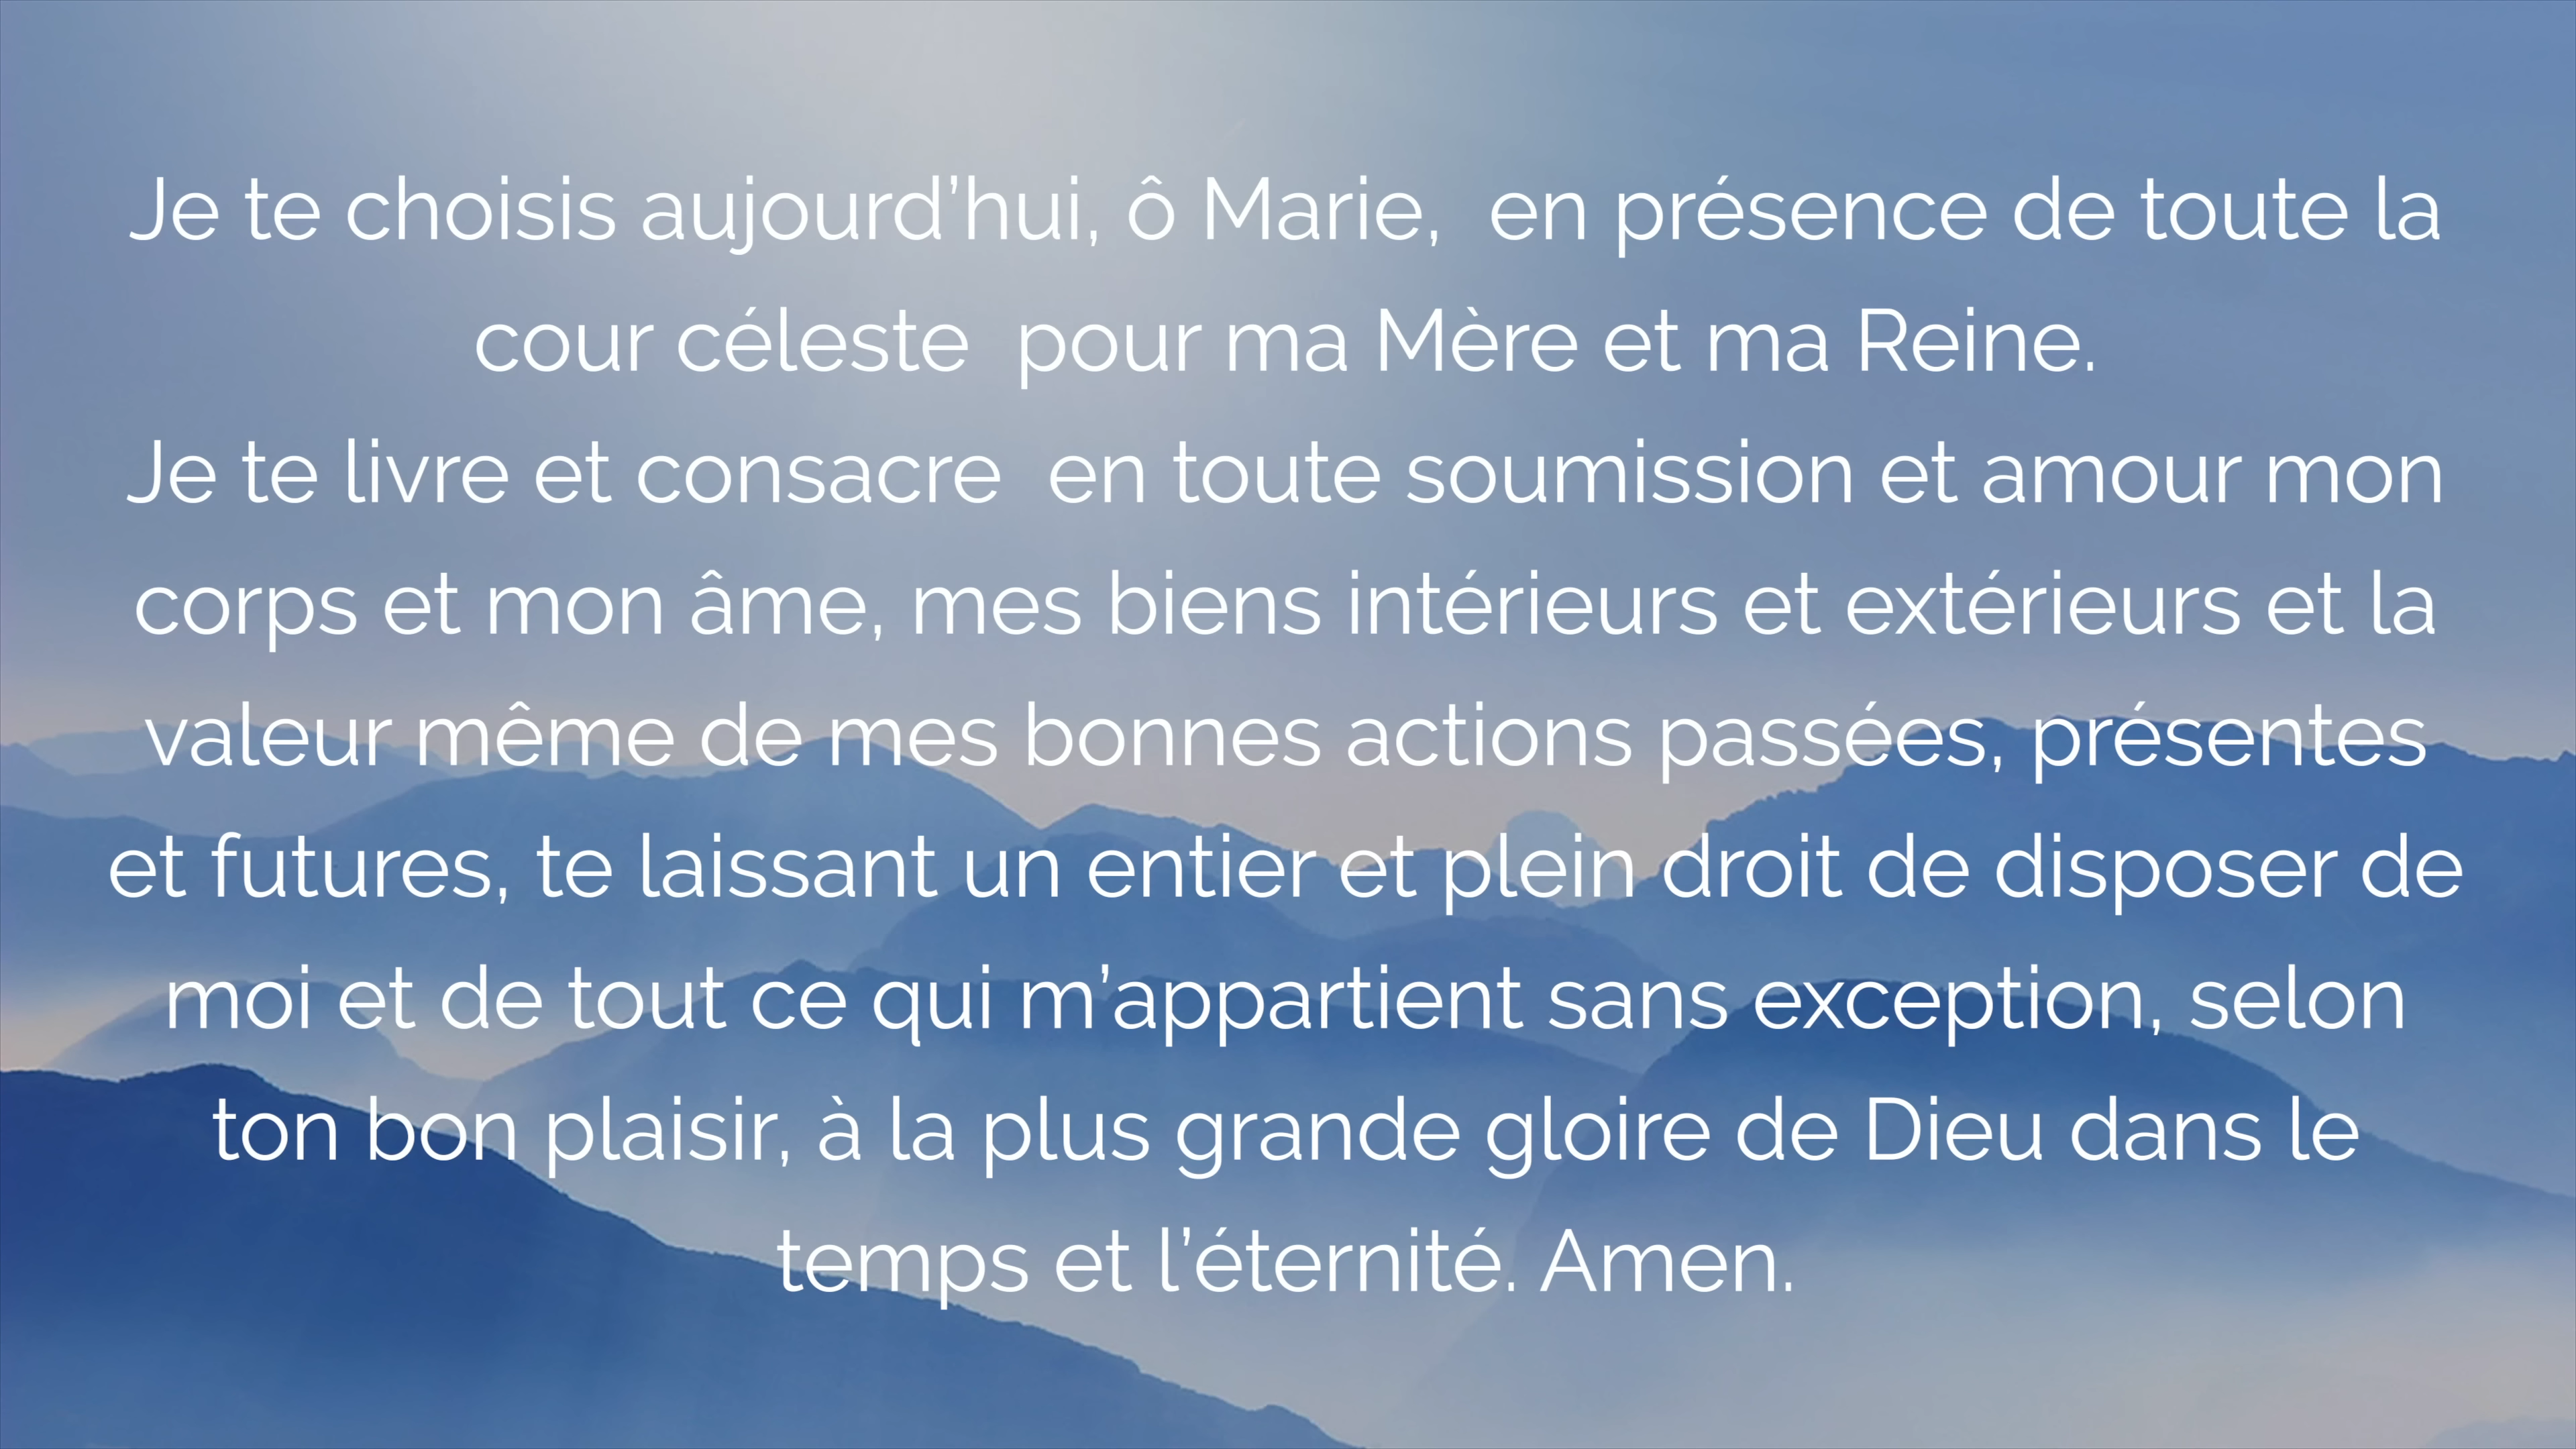 Je te choisis aujourd’hui, ô Marie,  en présence de toute la
cour céleste  pour ma Mère et ma Reine.
Je te livre et consacre  en toute soumission et amour mon
corps et mon âme, mes biens intérieurs et extérieurs et la
valeur même de mes bonnes actions passées, présentes
et futures, te laissant un entier et plein droit de disposer de
moi et de tout ce qui m’appartient sans exception, selon
ton bon plaisir, à la plus grande gloire de Dieu dans le
temps et l’éternité. Amen.